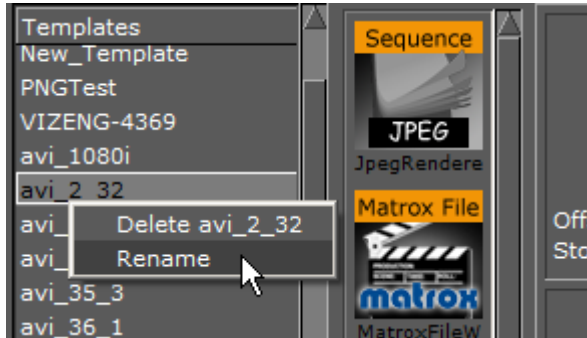 Templates
New_Template
PNGTest
VIZENG-4369
avi_1080i
avi_2_32
avi_
Delete avi_2_32
avi_
Rename
avi_35_3
avi_36_1
Sequence
JPEG
JpegRendere
Matrox File
matrox
MatroxFileW
Off
Sto